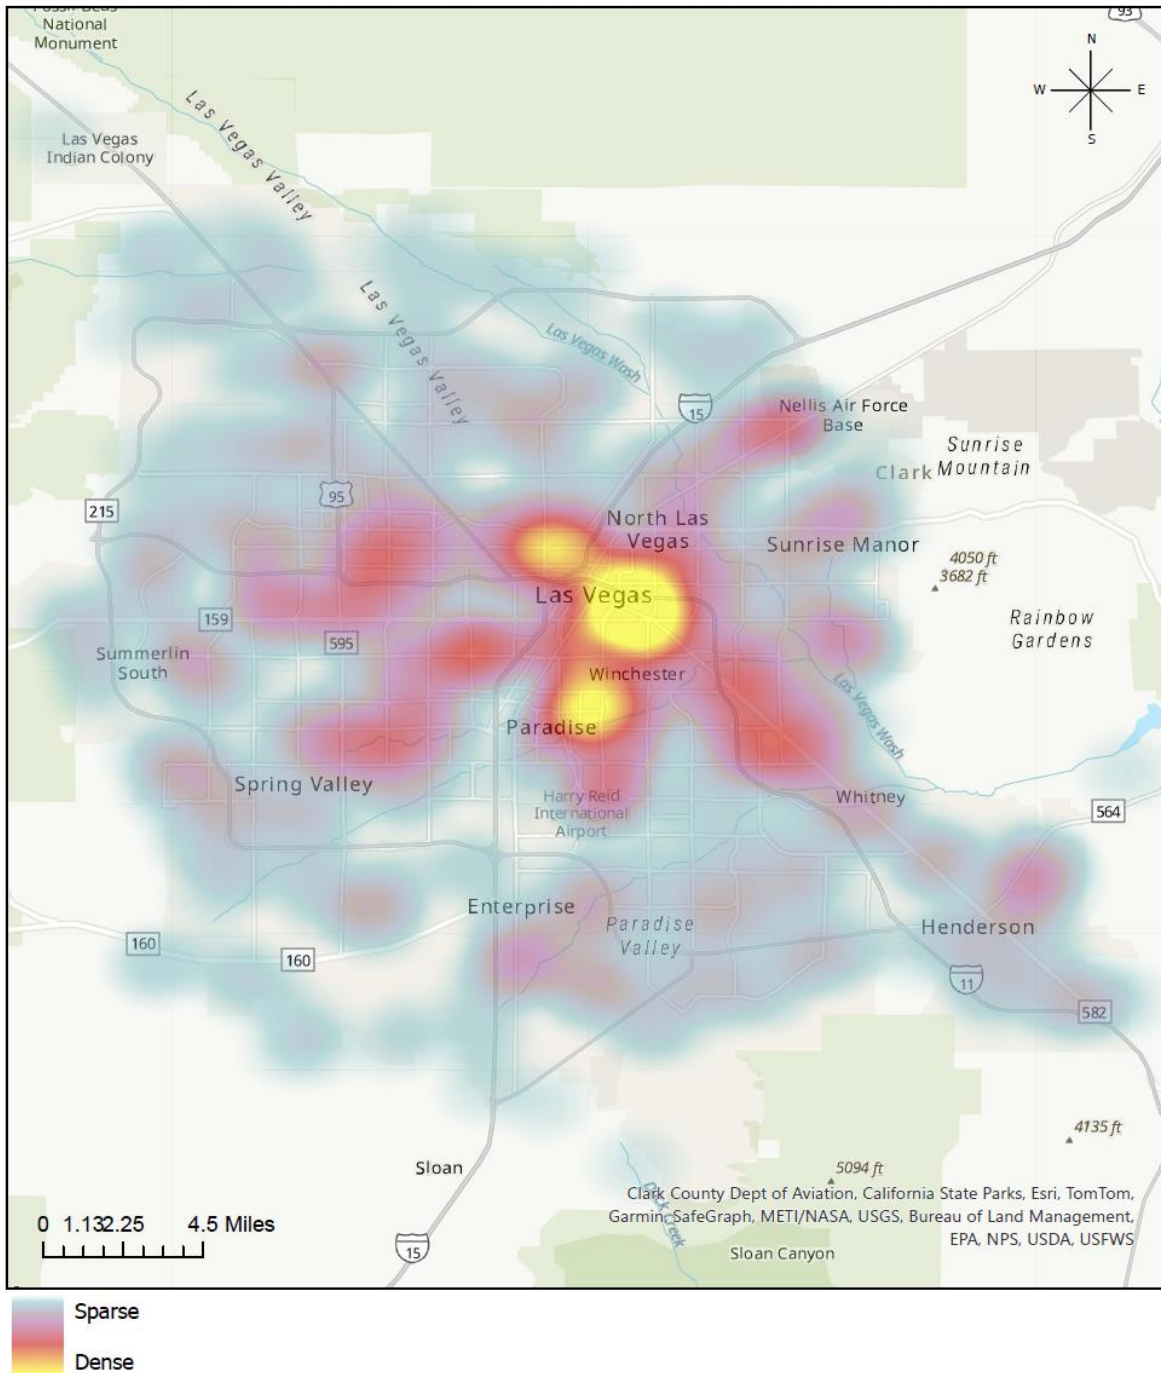 Fossil Beds
National
Monument
93
N
W
E
S
Las Vegas
Indian Colony
Las Vegas Valley
Las Vegas Valley
Las Vegas Wash
15
Nellis Air Force
Base
Sunrise
Mountain
Clark
95
215
North Las
Vegas
Sunrise Manor
4050 ft
3682 ft
Las Vegas
Rainbow
Gardens
159
595
Summerlin
South
Winchester
Las Vegas Wash
Paradise
Spring Valley
Harry Reid
International
Airport
Whitney
564
Enterprise
Paradise
Valley
Henderson
160
160
11
582
4135 ft
Sloan
5094 ft
Duck Creek
Clark County Dept of Aviation, California State Parks, Esri, TomTom,
Garmin, SafeGraph, METI/NASA, USGS, Bureau of Land Management,
EPA, NPS, USDA, USFWS
0 1.132.25 4.5 Miles
15
Sloan Canyon
Sparse
Dense